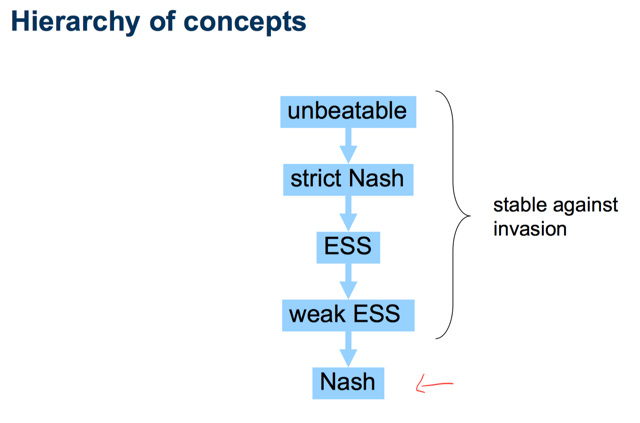 Hierarchy of concepts
unbeatable
strict Nash
ESS
weak ESS
Nash
stable against
invasion